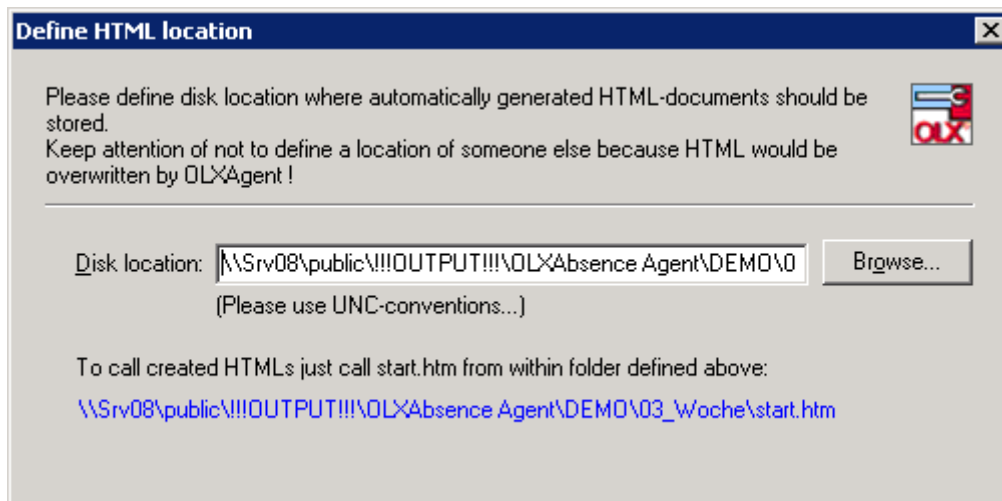 Define HTML location
Please define disk location where automatically generated HTML-documents should be
stored.
Keep attention of not to define a location of someone else because HTML would be
overwritten by OLXAgent !
OLX
Disk location: \\Srv08\public\!!!OUTPUT!!!\OLXAbsence Agent\DEMO\0 Browse...
(Please use UNC-conventions...)
To call created HTMLs just call start.htm from within folder defined above:
\\Srv08\public\!!!OUTPUT!!!\OLXAbsence Agent\DEMO\03_Woche\start.htm